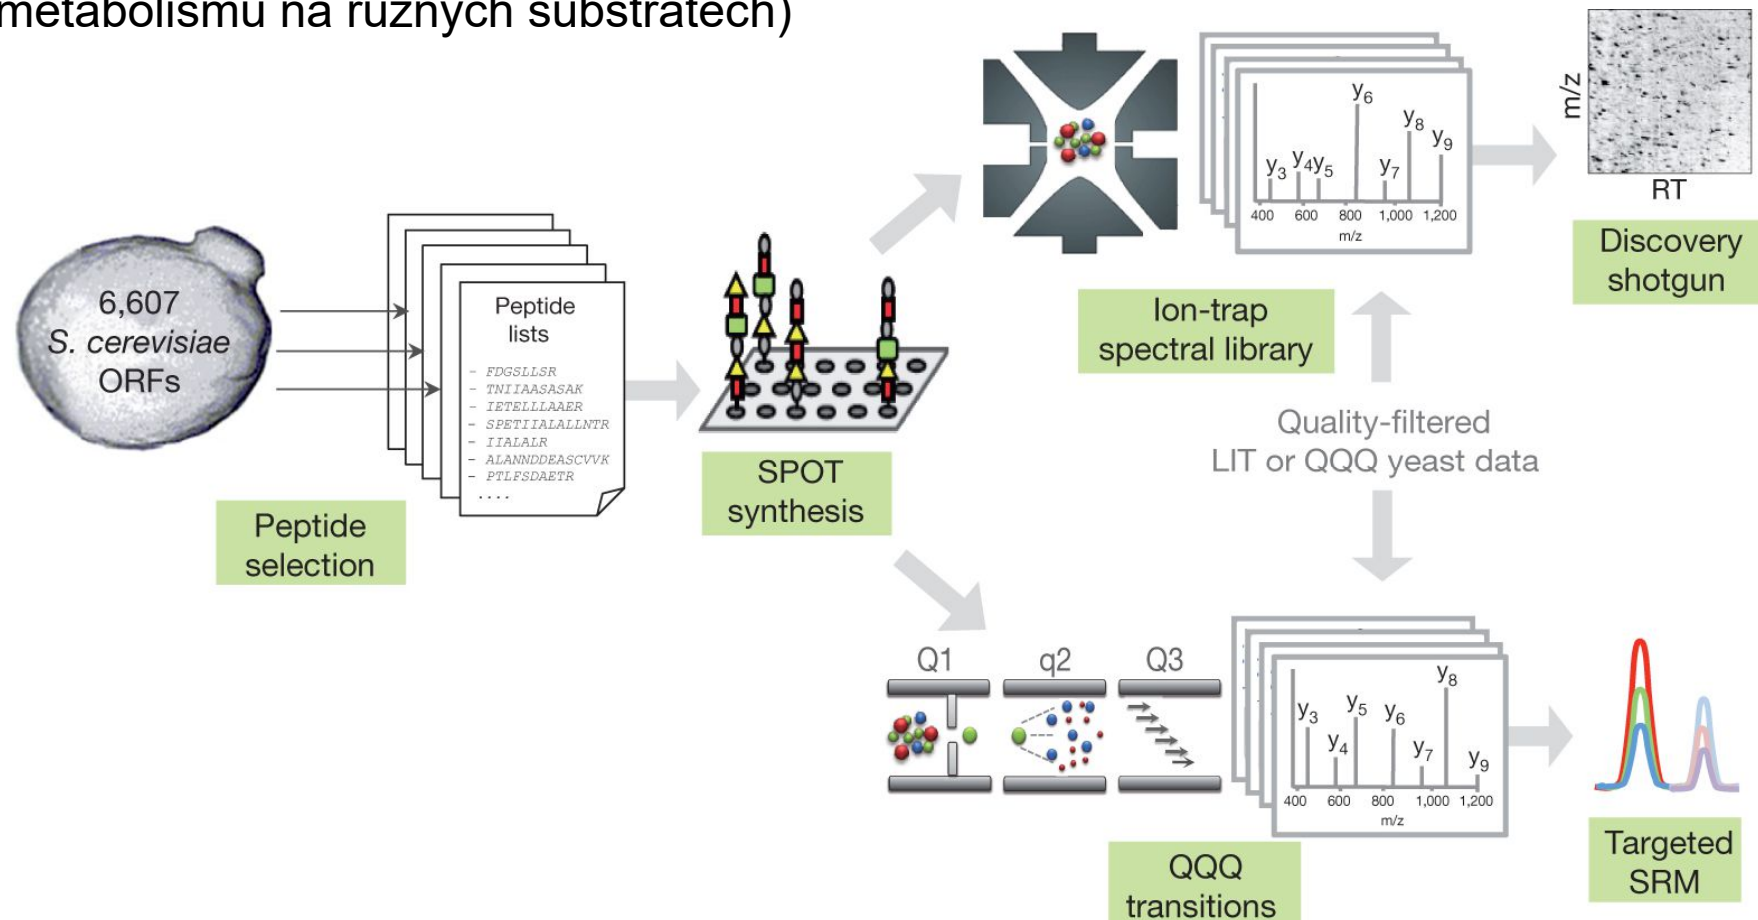 metabolismu na různých substrátech)
6,607
S. cerevisiae
ORFs
Peptide
lists
- FDGSLLSR
- TNIIAASASAK
- IETELLLAAER
- SPETIIALALLNTR
- IIALALR
- ALANNDDEASCVVK
- PTLFSDAETR
....
Peptide
selection
SPOT
synthesis
y6
y8
y9
y3
y4
y5
y7
400 600 800 1,000 1,200
m/z
Ion-trap
spectral library
m/z
RT
Discovery
shotgun
Quality-filtered
LIT or QQQ yeast data
Q1
q2
Q3
y8
y3
y5
y6
y4
y7
y9
400 600 800 1,000 1,200
m/z
QQQ
transitions
Targeted
SRM